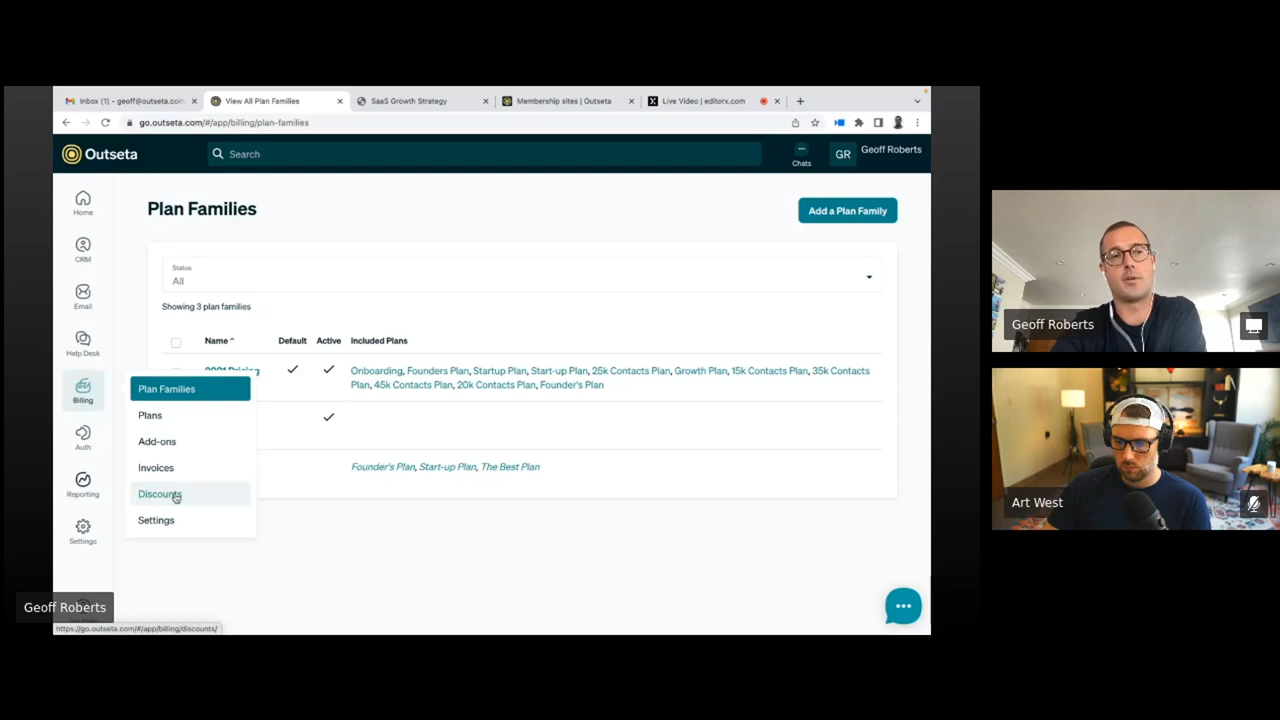 Inbox (1) - geoff@outseta.com
View All Plan Families
SaaS Growth Strategy
Membership sites | Outseta
Live Video | editorx.com
go.outseta.com/#/app/billing/plan-families
Outseta
Search
Chats
GR
Geoff Roberts
Home
CRM
Email
Help Desk
Billing
Auth
Reporting
Settings
Plan Families
Add a Plan Family
Status
All
Showing 3 plan families
Name
Default
Active
Included Plans
2021 Pricing
Onboarding, Founders Plan, Startup Plan, Start-up Plan, 25k Contacts Plan, Growth Plan, 15k Contacts Plan, 35k Contacts
Plan, 45k Contacts Plan, 20k Contacts Plan, Founder's Plan
Founder's Plan, Start-up Plan, The Best Plan
Plan Families
Plans
Add-ons
Invoices
Discounts
Settings
https://go.outseta.com/#/app/billing/discounts/
Geoff Roberts
Geoff Roberts
Art West